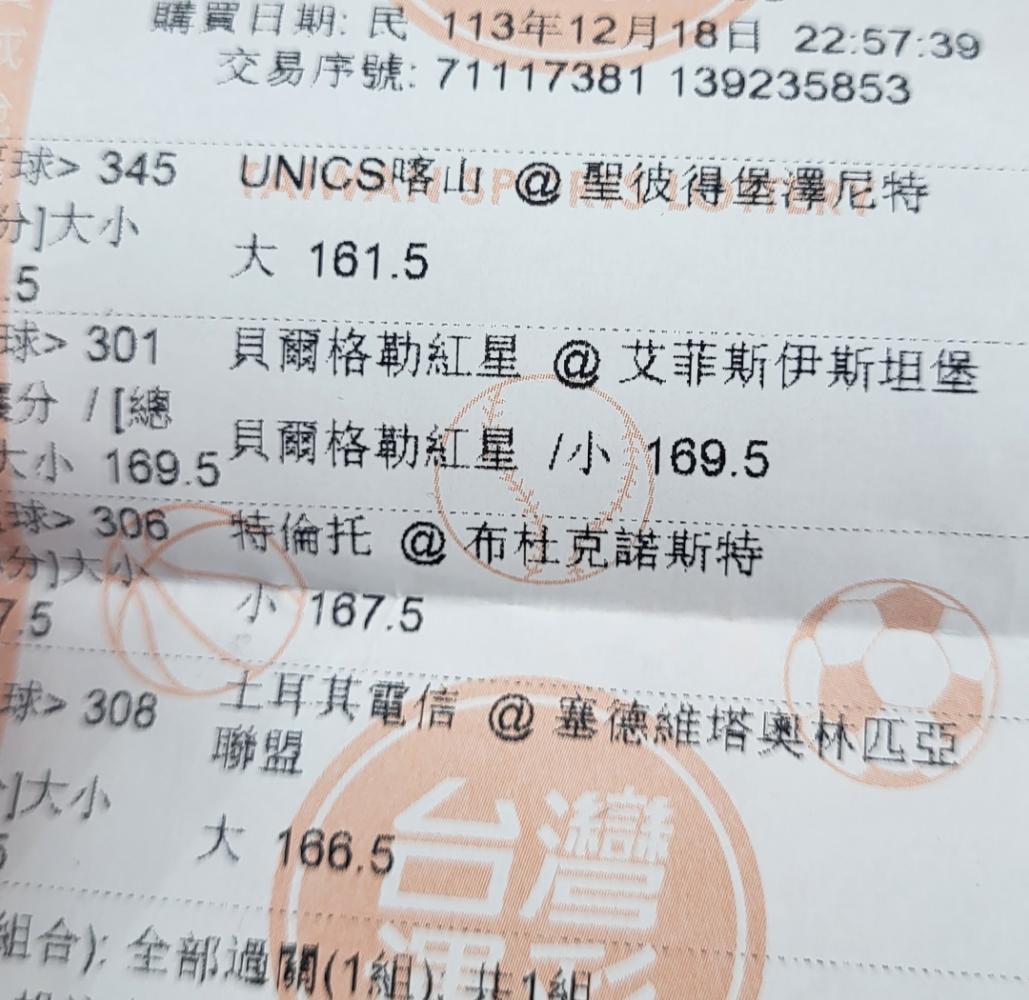 購買日期: 民 113年12月18日 22:57:39
交易序號: 71117381 139235853
球> 345 UNICS喀山 @ 聖彼得堡澤尼特
TAIWAN SPORTS LOTTERY
分]大小
大 161.5
.5
球> 301 貝爾格勒紅星 @ 艾菲斯伊斯坦堡
分 / [總
貝爾格勒紅星 /小 169.5
大小 169.5
球> 306 特倫托 @ 布杜克諾斯特
分)]大小
小 167.5
7.5
球> 308 土耳其電信 @ 塞德維塔奧林匹亞
聯盟
]大小
大 166.5
台灣
運彩
組合): 全部過關(1組), 共1組